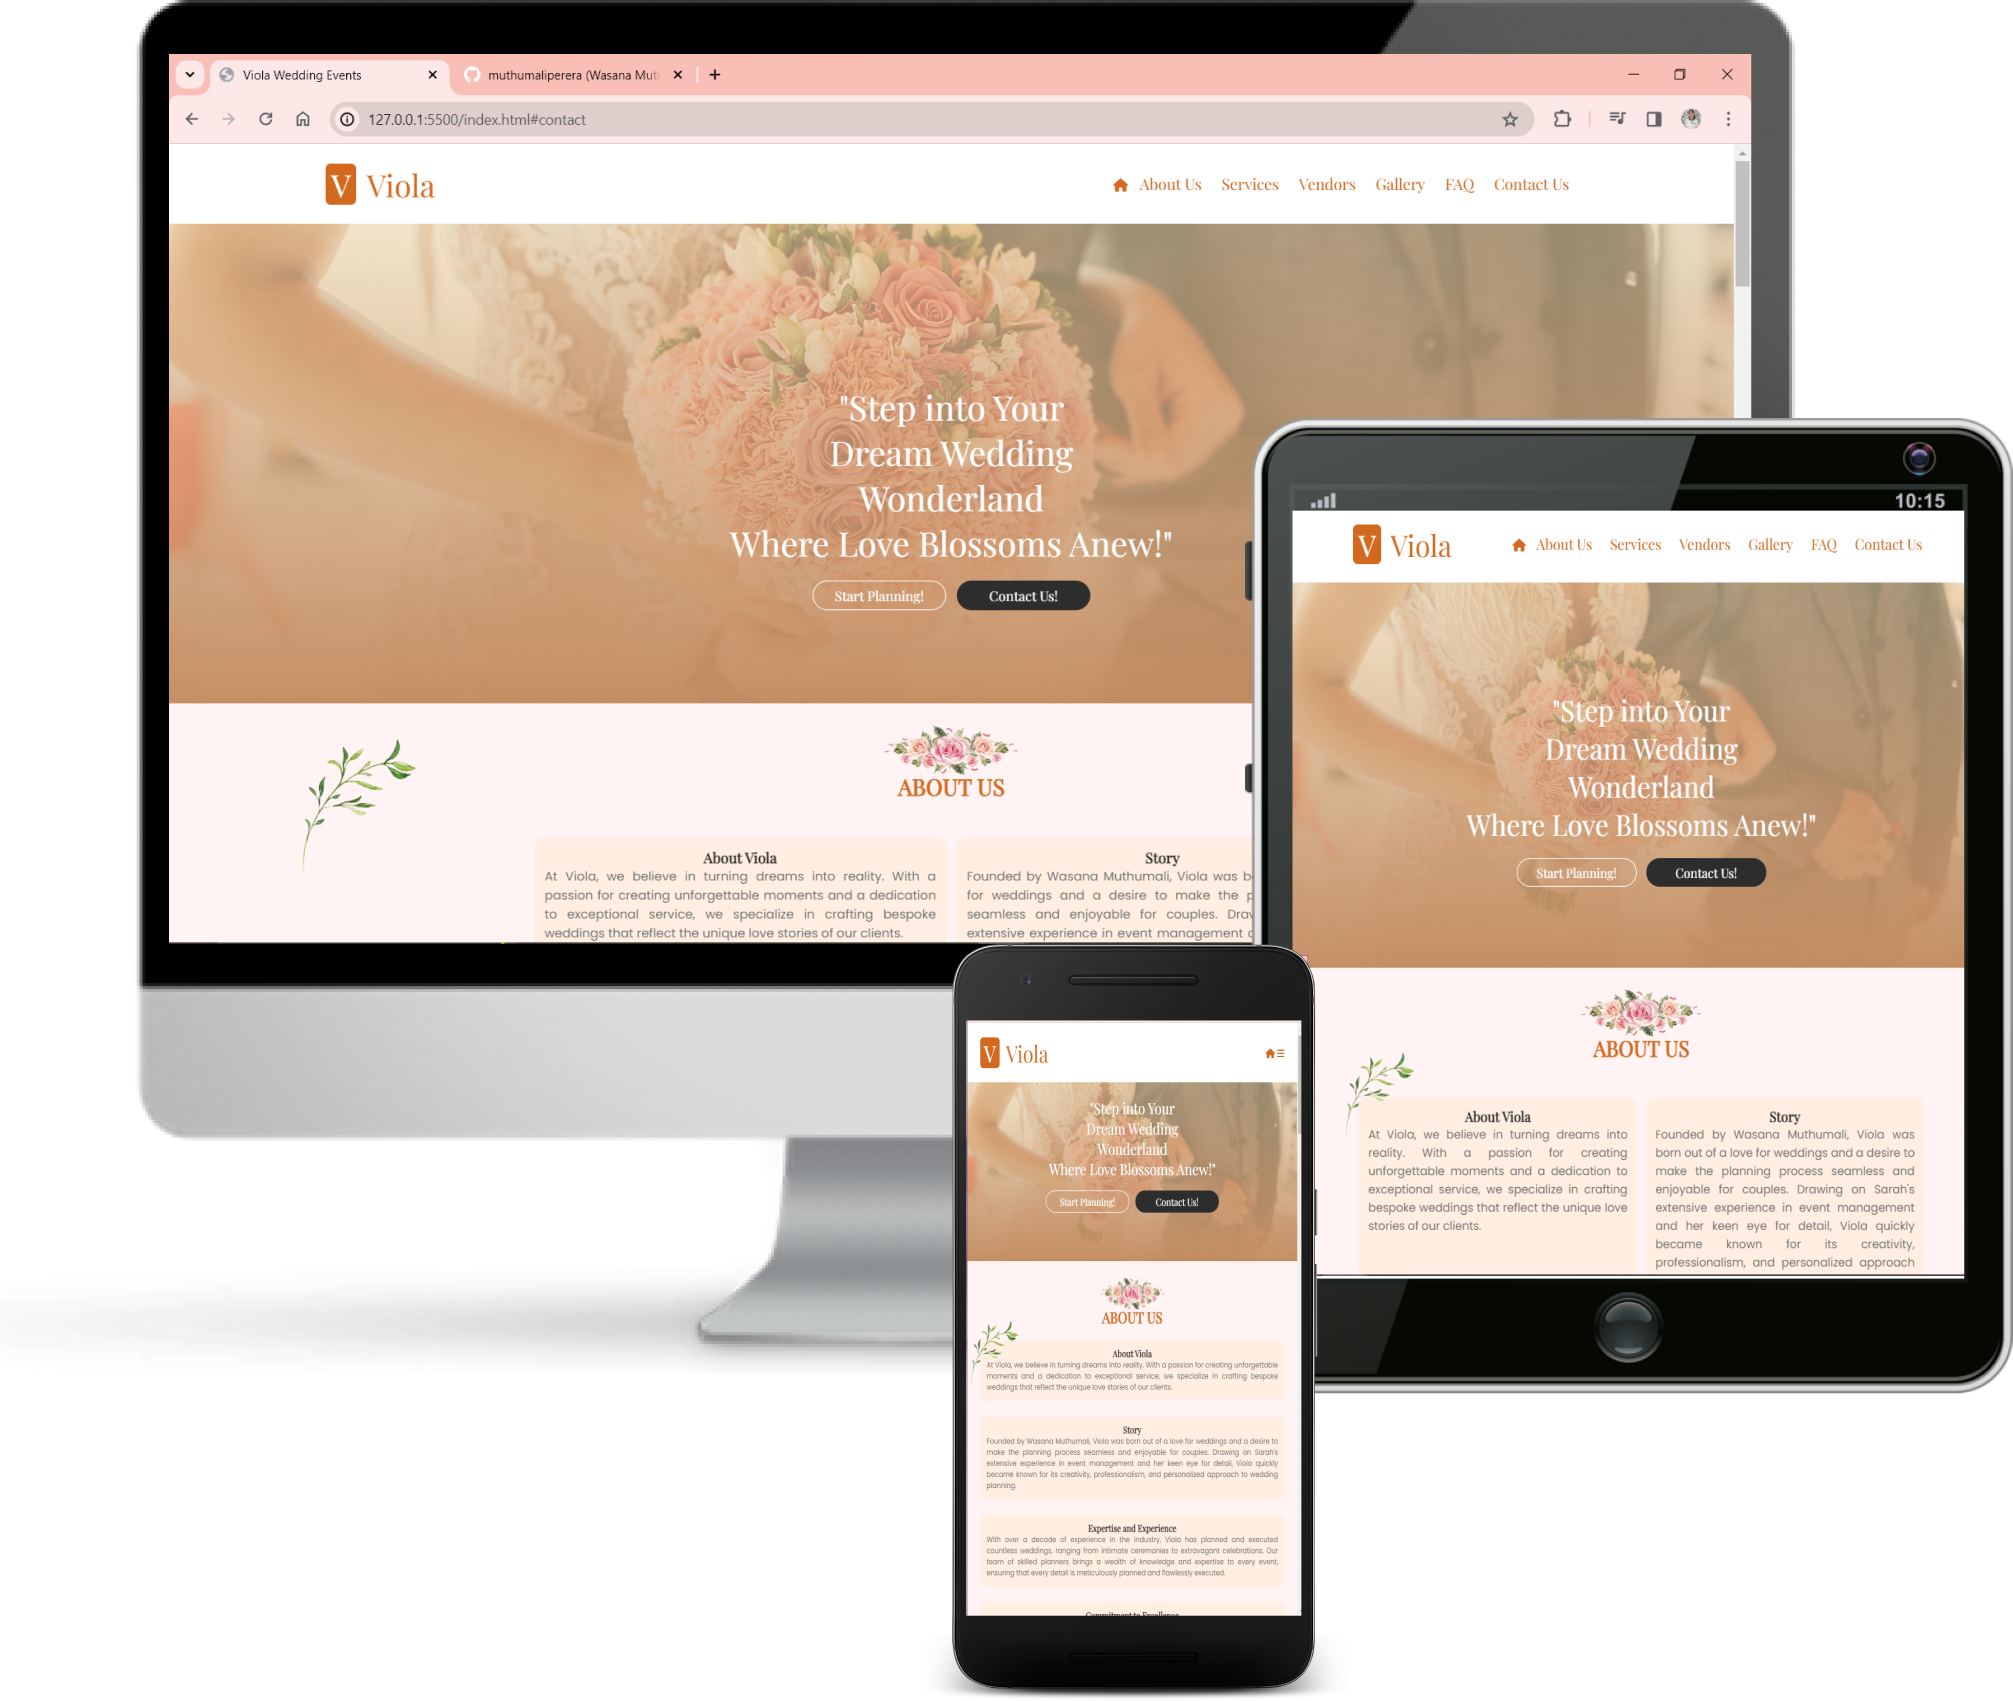 Viola Wedding Events
muthumaliperera (Wasana Mut
127.0.0.1:5500/index.html#contact
V Viola
About Us Services Vendors Gallery FAQ Contact Us
"Step into Your
Dream Wedding
Wonderland
Where Love Blossoms Anew!"
Start Planning! Contact Us!
ABOUT US
About Viola
At Viola, we believe in turning dreams into reality. With a
passion for creating unforgettable moments and a dedication
to exceptional service, we specialize in crafting bespoke
weddings that reflect the unique love stories of our clients.
Story
Founded by Wasana Muthumali, Viola was b
for weddings and a desire to make the p
seamless and enjoyable for couples. Drav
extensive experience in event management
10:15
V Viola
About Us Services Vendors Gallery FAQ Contact Us
"Step into Your
Dream Wedding
Wonderland
Where Love Blossoms Anew!"
Start Planning! Contact Us!
ABOUT US
About Viola
At Viola, we believe in turning dreams into
reality. With a passion for creating
unforgettable moments and a dedication to
exceptional service, we specialize in crafting
bespoke weddings that reflect the unique love
stories of our clients.
Story
Founded by Wasana Muthumali, Viola was
born out of a love for weddings and a desire to
make the planning process seamless and
enjoyable for couples. Drawing on Sarah's
extensive experience in event management
and her keen eye for detail, Viola quickly
became known for its creativity,
professionalism, and personalized approach
V Viola
"Step into Your
Dream Wedding
Wonderland
Where Love Blossoms Anew!"
Start Planning! Contact Us!
ABOUT US
About Viola
At Viola, we believe in turning dreams into reality. With a passion for creating unforgettable
moments and a dedication to exceptional service, we specialize in crafting bespoke
weddings that reflect the unique love stories of our clients.
Story
Founded by Wasana Muthumali, Viola was born out of a love for weddings and a desire to
make the planning process seamless and enjoyable for couples. Drawing on Sarah's
extensive experience in event management and her keen eye for detail, Viola quickly
became known for its creativity, professionalism, and personalized approach to wedding
planning.
Expertise and Experience
With over a decade of experience in the industry, Viola has planned and executed
countless weddings, ranging from intimate ceremonies to extravagant celebrations. Our
team of skilled planners brings a wealth of knowledge and expertise to every event,
ensuring that every detail is meticulously planned and flawlessly executed.
Commitment to Excellence